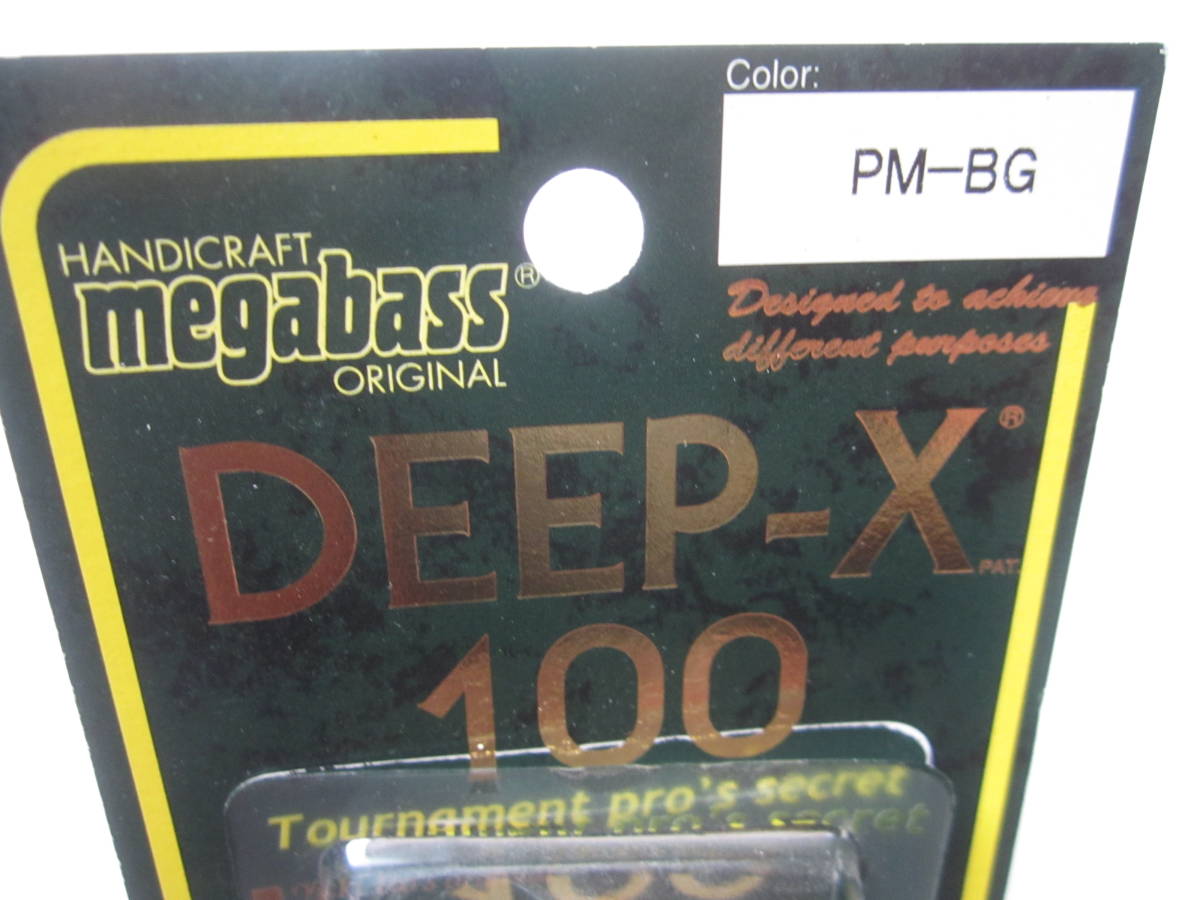 Color:
PM-BG
HANDICRAFT
megabass®
ORIGINAL
Designed to achieve
different purposes
DEEP-X®
PAT.
100
Tournament pro's secret